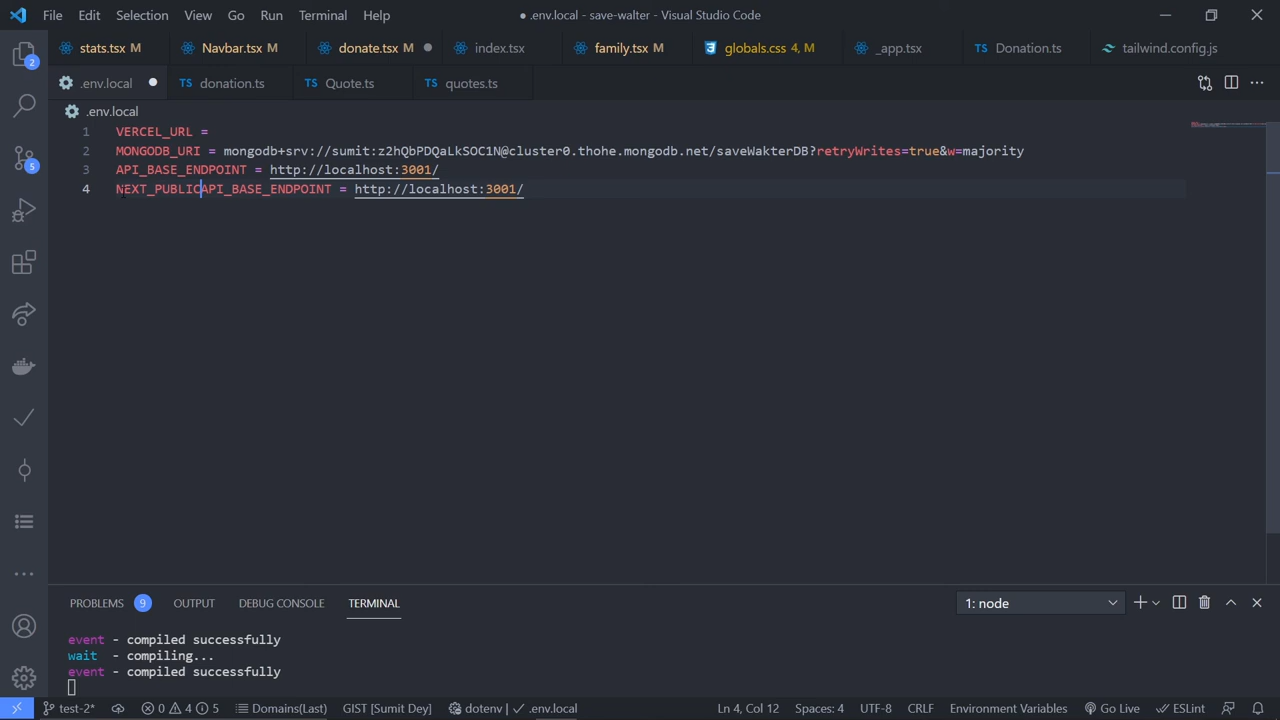 File Edit Selection View Go Run Terminal Help ● .env.local - save-walter - Visual Studio Code
stats.tsx M Navbar.tsx M donate.tsx M index.tsx family.tsx M globals.css 4, M _app.tsx TS Donation.ts tailwind.config.js
.env.local TS donation.ts TS Quote.ts TS quotes.ts
.env.local
1 VERCEL_URL =
2 MONGODB_URI = mongodb+srv://sumit:z2hQbPDQaLkSOC1N@cluster0.thohe.mongodb.net/saveWakterDB?retryWrites=true&w=majority
3 API_BASE_ENDPOINT = http://localhost:3001/
4 NEXT_PUBLICAPI_BASE_ENDPOINT = http://localhost:3001/
2
5
PROBLEMS 9 OUTPUT DEBUG CONSOLE TERMINAL 1: node
event - compiled successfully
wait - compiling...
event - compiled successfully
test-2* 0 4 5 Domains(Last) GIST [Sumit Dey] dotenv | ✓ .env.local Ln 4, Col 12 Spaces: 4 UTF-8 CRLF Environment Variables Go Live ESLint